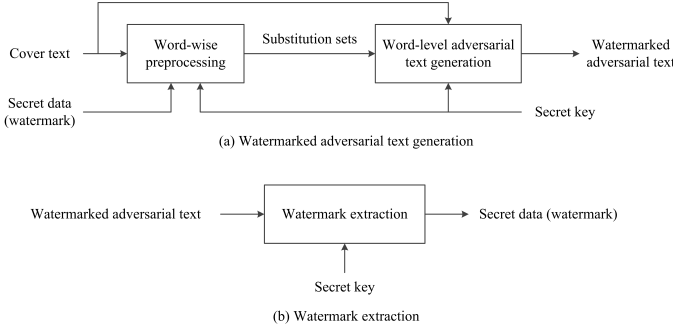 Cover text
Word-wise
preprocessing
Substitution sets
Word-level adversarial
text generation
Watermarked
adversarial text
Secret data
(watermark)
Secret key
(a) Watermarked adversarial text generation
Watermarked adversarial text
Watermark extraction
Secret data (watermark)
Secret key
(b) Watermark extraction